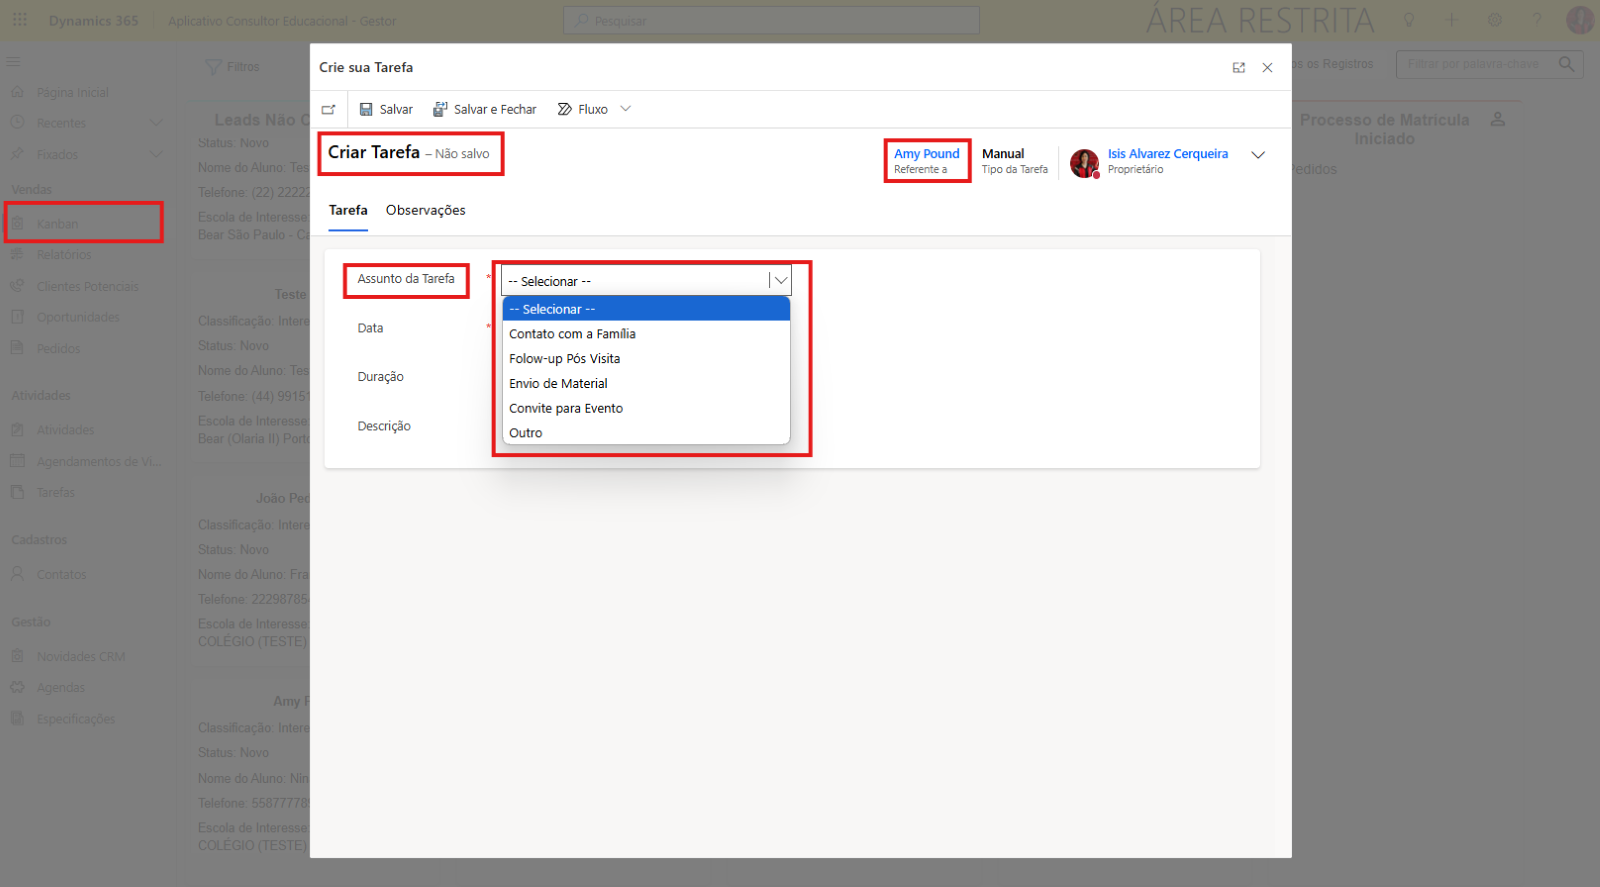 Dynamics 365
Aplicativo Consultor Educacional - Gestor
Pesquisar
ÁREA RESTRITA
Filtros
os os Registros
Filtrar por palavra-chave
Página Inicial
Recentes
Fixados
Vendas
Kanban
Relatórios
Clientes Potenciais
Oportunidades
Pedidos
Atividades
Atividades
Agendamentos de Vi...
Tarefas
Cadastros
Contatos
Gestão
Novidades CRM
Agendas
Especificações
Leads Não C
Status: Novo
Nome do Aluno: Tes
Telefone: (22) 22222
Escola de Interesse:
Bear São Paulo - Ca
Teste
Classificação: Intere
Status: Novo
Nome do Aluno: Tes
Telefone: (44) 9915
Escola de Interesse:
Bear (Olaria II) Porto
João Ped
Classificação: Intere
Status: Novo
Nome do Aluno: Fra
Telefone: 222987854
Escola de Interesse:
COLÉGIO (TESTE)
Amy P
Classificação: Intere
Status: Novo
Nome do Aluno: Nin
Telefone: 55877778
Escola de Interesse:
COLÉGIO (TESTE)
Crie sua Tarefa
Salvar
Salvar e Fechar
Fluxo
Criar Tarefa – Não salvo
Amy Pound
Referente a
Manual
Tipo da Tarefa
Isis Alvarez Cerqueira
Proprietário
Tarefa
Observações
Assunto da Tarefa *
-- Selecionar --
-- Selecionar --
Contato com a Família
Folow-up Pós Visita
Envio de Material
Convite para Evento
Outro
Data *
Duração
Descrição
Processo de Matricula
Iniciado
Pedidos